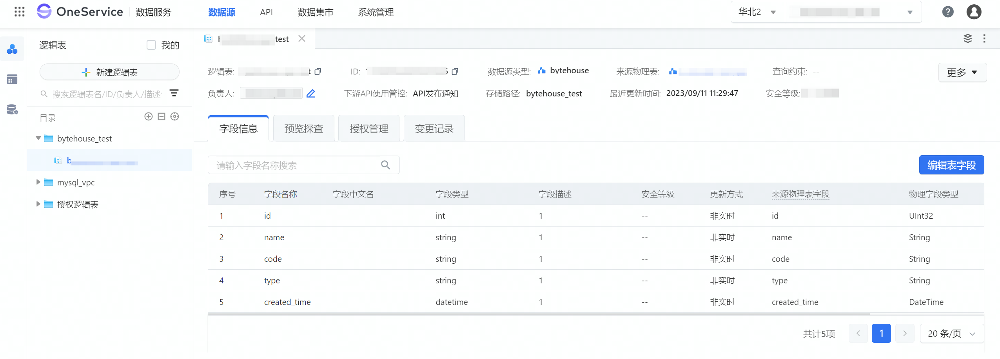 OneService 数据服务 数据源 API 数据集市 系统管理 华北2
逻辑表 我的
新建逻辑表
搜索逻辑表名/ID/负责人/描述
目录
bytehouse_test
mysql_vpc
授权逻辑表
test
逻辑表: ID: 数据源类型: bytehouse 来源物理表: 查询约束: --
更多
负责人: 下游API使用管控: API发布通知 存储路径: bytehouse_test 最近更新时间: 2023/09/11 11:29:47 安全等级:
字段信息 预览探查 授权管理 变更记录
请输入字段名称搜索
编辑表字段
序号 字段名称 字段中文名 字段类型 字段描述 安全等级 更新方式 来源物理表字段 物理字段类型
1 id int 1 -- 非实时 id UInt32
2 name string 1 -- 非实时 name String
3 code string 1 -- 非实时 code String
4 type string 1 -- 非实时 type String
5 created_time datetime 1 -- 非实时 created_time DateTime
共计5项 1 20 条/页